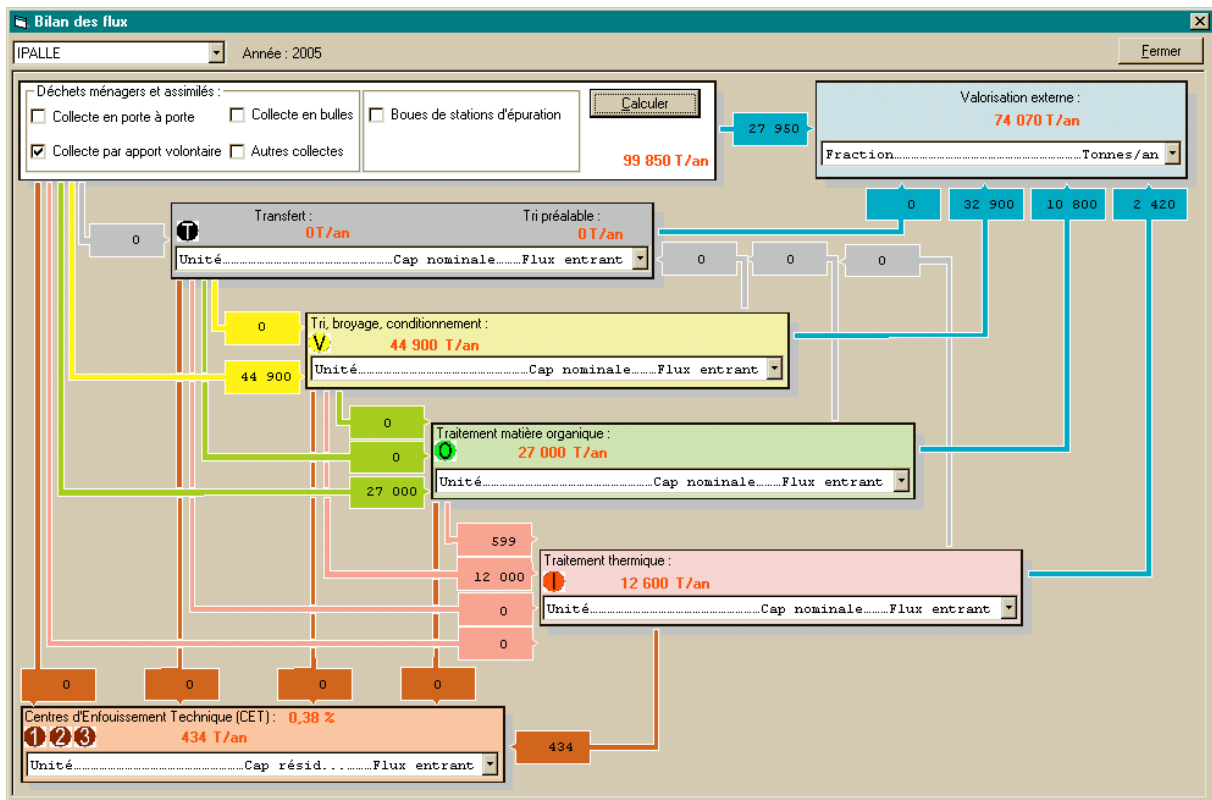 Bilan des flux
IPALLE Année : 2005 Fermer
Déchets ménagers et assimilés :
Collecte en porte à porte
Collecte en bulles
Collecte par apport volontaire
Autres collectes
Boues de stations d'épuration
Calculer
99 850 T/an
27 950
Valorisation externe :
74 070 T/an
Fraction.......................................................Tonnes/an
0 32 900 10 800 2 420
0
Transfert : Tri préalable :
T
0T/an 0T/an
Unité.................................................Cap nominale........Flux entrant
0 0 0
0
Tri, broyage, conditionnement :
V
44 900 T/an
44 900
Unité.................................................Cap nominale........Flux entrant
0
Traitement matière organique :
0
O
27 000 T/an
27 000
Unité.................................................Cap nominale........Flux entrant
599
Traitement thermique :
12 000
I
12 600 T/an
0
Unité.................................................Cap nominale........Flux entrant
0
0 0 0 0
Centres d'Enfouissement Technique (CET) : 0,38 %
1 2 3
434 T/an
434
Unité.................................................Cap résid..........Flux entrant